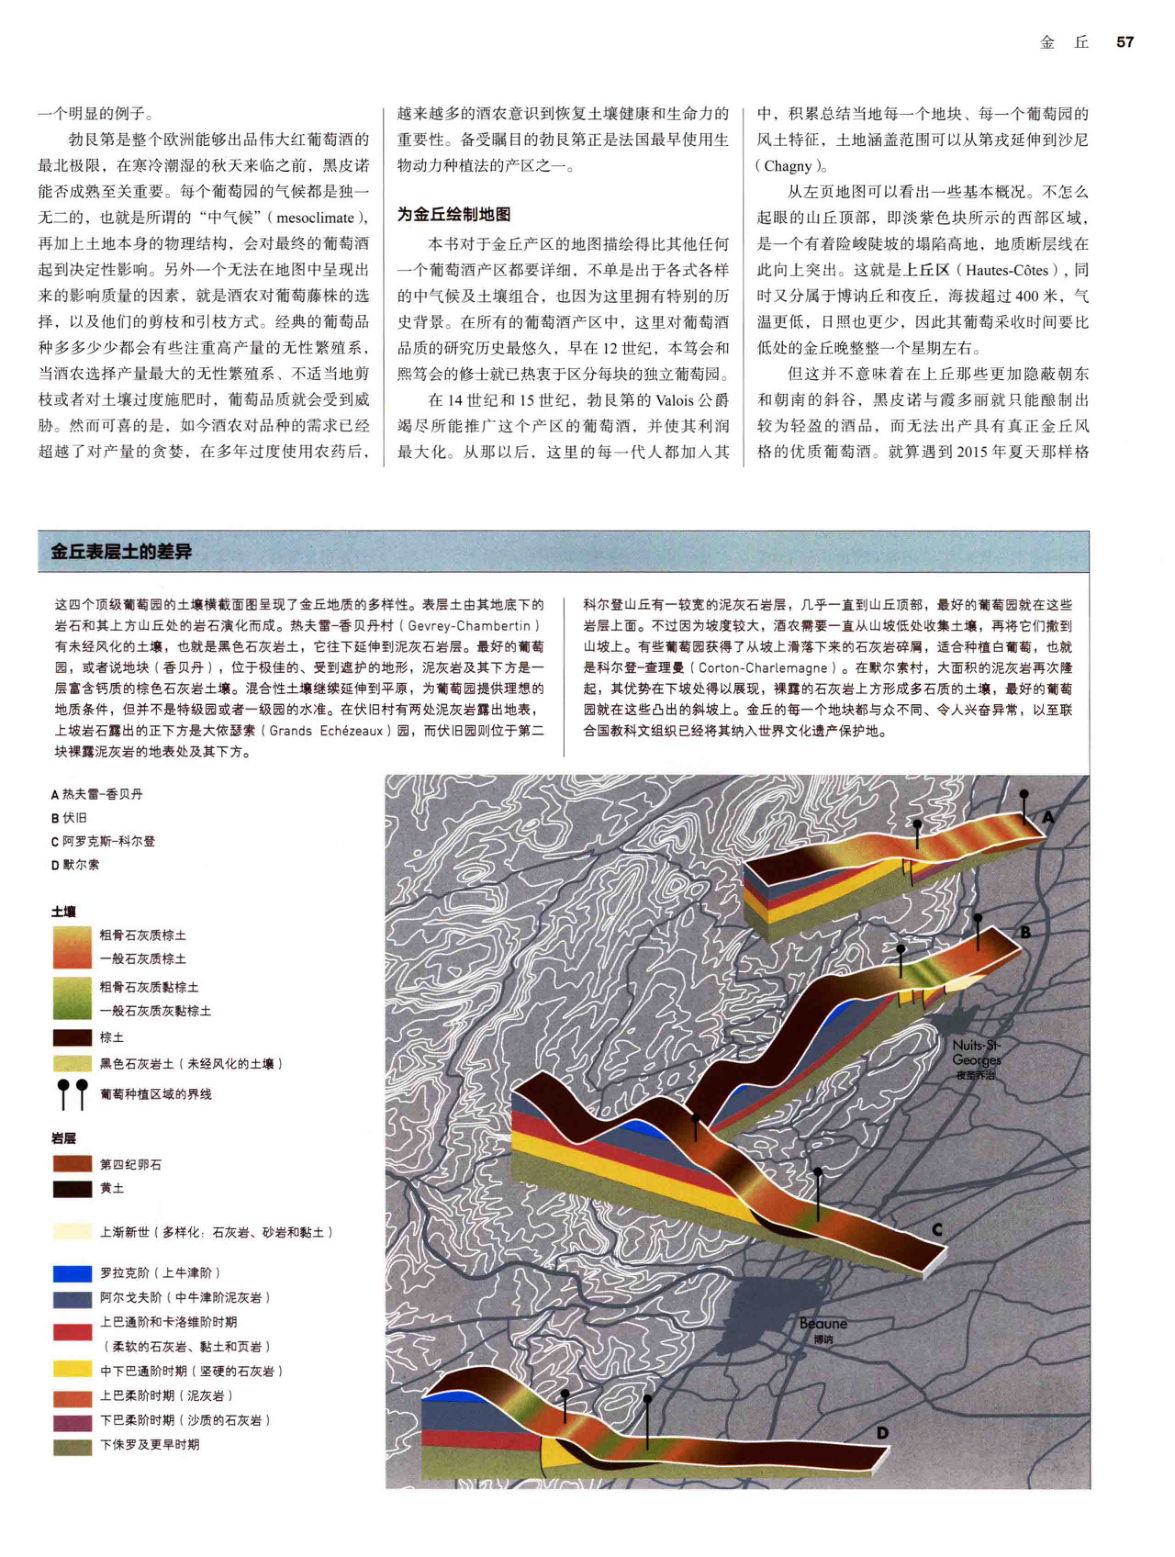 金 丘 57
一个明显的例子。
勃艮第是整个欧洲能够出品伟大红葡萄酒的
最北极限，在寒冷潮湿的秋天来临之前，黑皮诺
能否成熟至关重要。每个葡萄园的气候都是独一
无二的，也就是所谓的“中气候”（mesoclimate），
再加上土地本身的物理结构，会对最终的葡萄酒
起到决定性影响。另外一个无法在地图中呈现出
来的影响质量的因素，就是酒农对葡萄藤株的选
择，以及他们的剪枝和引枝方式。经典的葡萄品
种多多少少都会有些注重高产量的无性繁殖系，
当酒农选择产量最大的无性繁殖系、不适当地剪
枝或者对土壤过度施肥时，葡萄品质就会受到威
胁。然而可喜的是，如今酒农对品种的需求已经
超越了对产量的贪婪，在多年过度使用农药后，
越来越多的酒农意识到恢复土壤健康和生命力的
重要性。备受瞩目的勃艮第正是法国最早使用生
物动力种植法的产区之一。
为金丘绘制地图
本书对于金丘产区的地图描绘得比其他任何
一个葡萄酒产区都要详细，不单是出于各式各样
的中气候及土壤组合，也因为这里拥有特别的历
史背景。在所有的葡萄酒产区中，这里对葡萄酒
品质的研究历史最悠久，早在 12 世纪，本笃会和
熙笃会的修士就已热衷于区分每块的独立葡萄园。
在 14 世纪和 15 世纪，勃艮第的 Valois 公爵
竭尽所能推广这个产区的葡萄酒，并使其利润
最大化。从那以后，这里的每一代人都加入其
中，积累总结当地每一个地块、每一个葡萄园的
风土特征，土地涵盖范围可以从第戎延伸到沙尼
（Chagny）。
从左页地图可以看出一些基本概况。不怎么
起眼的山丘顶部，即淡紫色块所示的西部区域，
是一个有着险峻陡坡的塌陷高地，地质断层线在
此向上突出。这就是上丘区（Hautes-Côtes），同
时又分属于博讷丘和夜丘，海拔超过 400 米，气
温更低，日照也更少，因此其葡萄采收时间要比
低处的金丘晚整整一个星期左右。
但这并不意味着在上丘那些更加隐蔽朝东
和朝南的斜谷，黑皮诺与霞多丽就只能酿制出
较为轻盈的酒品，而无法出产具有真正金丘风
格的优质葡萄酒。就算遇到 2015 年夏天那样格
金丘表层土的差异
这四个顶级葡萄园的土壤横截面图呈现了金丘地质的多样性。表层土由其地底下的
岩石和其上方山丘处的岩石演化而成。热夫雷-香贝丹村（Gevrey-Chambertin）
有未经风化的土壤，也就是黑色石灰岩土，它往下延伸到泥灰石岩层。最好的葡萄
园，或者说地块（香贝丹），位于极佳的、受到遮护的地形，泥灰岩及其下方是一
层富含钙质的棕色石灰岩土壤。混合性土壤继续延伸到平原，为葡萄园提供理想的
地质条件，但并不是特级园或者一级园的水准。在伏旧村有两处泥灰岩露出地表，
上坡岩石露出的正下方是大依瑟索（Grands Echézeaux）园，而伏旧园则位于第二
块裸露泥灰岩的地表处及其下方。
科尔登山丘有一较宽的泥灰石岩层，几乎一直到山丘顶部，最好的葡萄园就在这些
岩层上面。不过因为坡度较大，酒农需要一直从山坡低处收集土壤，再将它们撒到
山坡上。有些葡萄园获得了从坡上滑落下来的石灰岩碎屑，适合种植白葡萄，也就
是科尔登-查理曼（Corton-Charlemagne）。在默尔索村，大面积的泥灰岩再次隆
起，其优势在下坡处得以展现，裸露的石灰岩上方形成多石质的土壤，最好的葡萄
园就在这些凸出的斜坡上。金丘的每一个地块都与众不同、令人兴奋异常，以至联
合国教科文组织已经将其纳入世界文化遗产保护地。
A 热夫雷-香贝丹
B 伏旧
C 阿罗克斯-科尔登
D 默尔索
土壤
粗骨石灰质棕土
一般石灰质棕土
粗骨石灰质黏棕土
一般石灰质灰黏棕土
棕土
黑色石灰岩土（未经风化的土壤）
葡萄种植区域的界线
岩层
第四纪卵石
黄土
上渐新世（多样化：石灰岩、砂岩和黏土）
罗拉克阶（上牛津阶）
阿尔戈夫阶（中牛津阶泥灰岩）
上巴通阶和卡洛维阶时期
（柔软的石灰岩、黏土和页岩）
中下巴通阶时期（坚硬的石灰岩）
上巴柔阶时期（泥灰岩）
下巴柔阶时期（沙质的石灰岩）
下侏罗及更早时期
A
B
Nuits-St-
Georges
夜圣乔治
C
Beaune
博讷
D